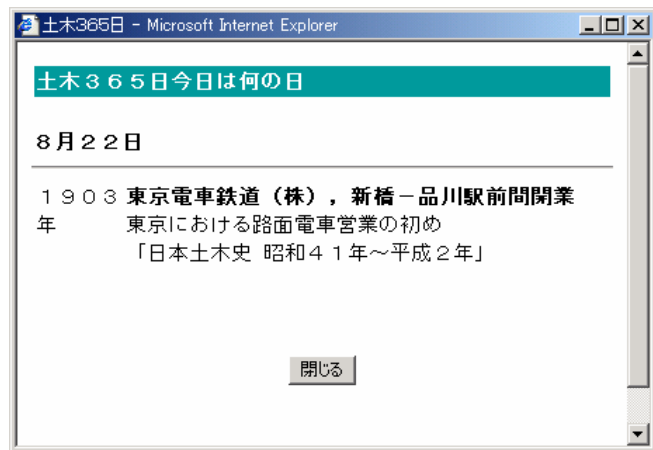 土木365日 - Microsoft Internet Explorer
土木３６５日今日は何の日
８月２２日
１９０３ 東京電車鉄道（株），新橋－品川駅前間開業
年 東京における路面電車営業の初め
「日本土木史 昭和４１年～平成２年」
閉じる